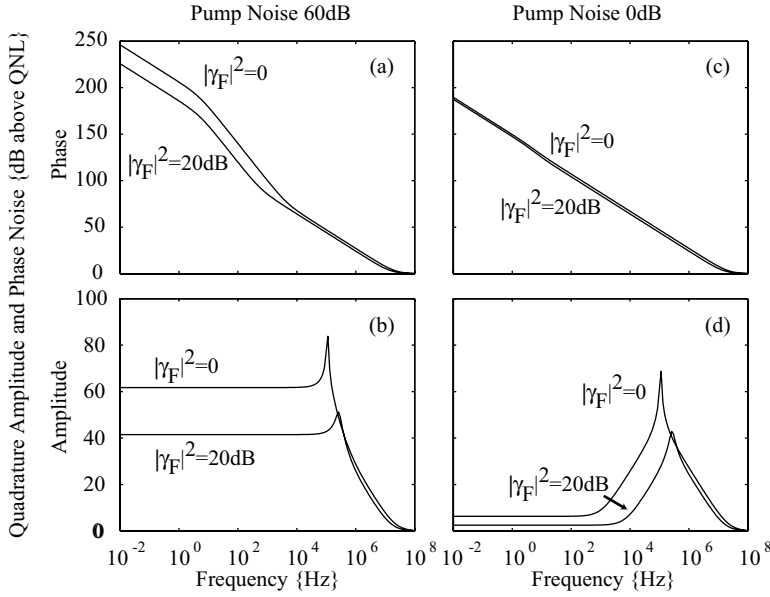 Pump Noise 60dB
Pump Noise 0dB
Quadrature Amplitude and Phase Noise {dB above QNL}
Phase
250
200
150
100
50
0
(a)
|γF|²=0
|γF|²=20dB
(c)
|γF|²=0
|γF|²=20dB
Amplitude
100
80
60
40
20
0
(b)
|γF|²=0
|γF|²=20dB
(d)
|γF|²=0
|γF|²=20dB
10⁻² 10⁰ 10² 10⁴ 10⁶ 10⁸
10⁻² 10⁰ 10² 10⁴ 10⁶ 10⁸
Frequency {Hz}
Frequency {Hz}